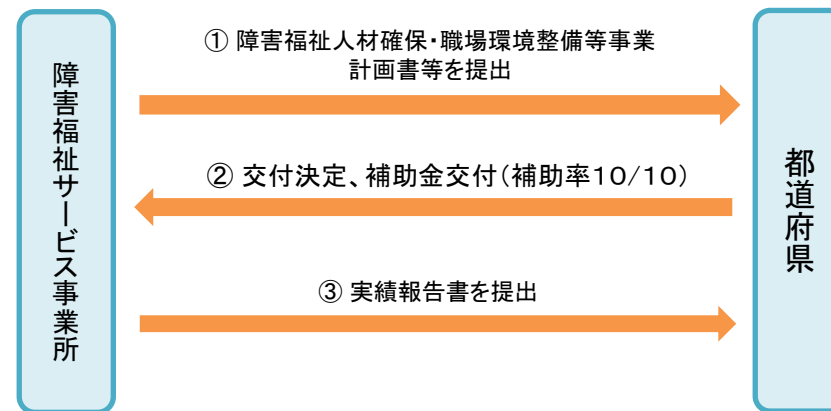 障害福祉サービス事業所
① 障害福祉人材確保・職場環境整備等事業
計画書等を提出
② 交付決定、補助金交付(補助率10/10)
③ 実績報告書を提出
都道府県